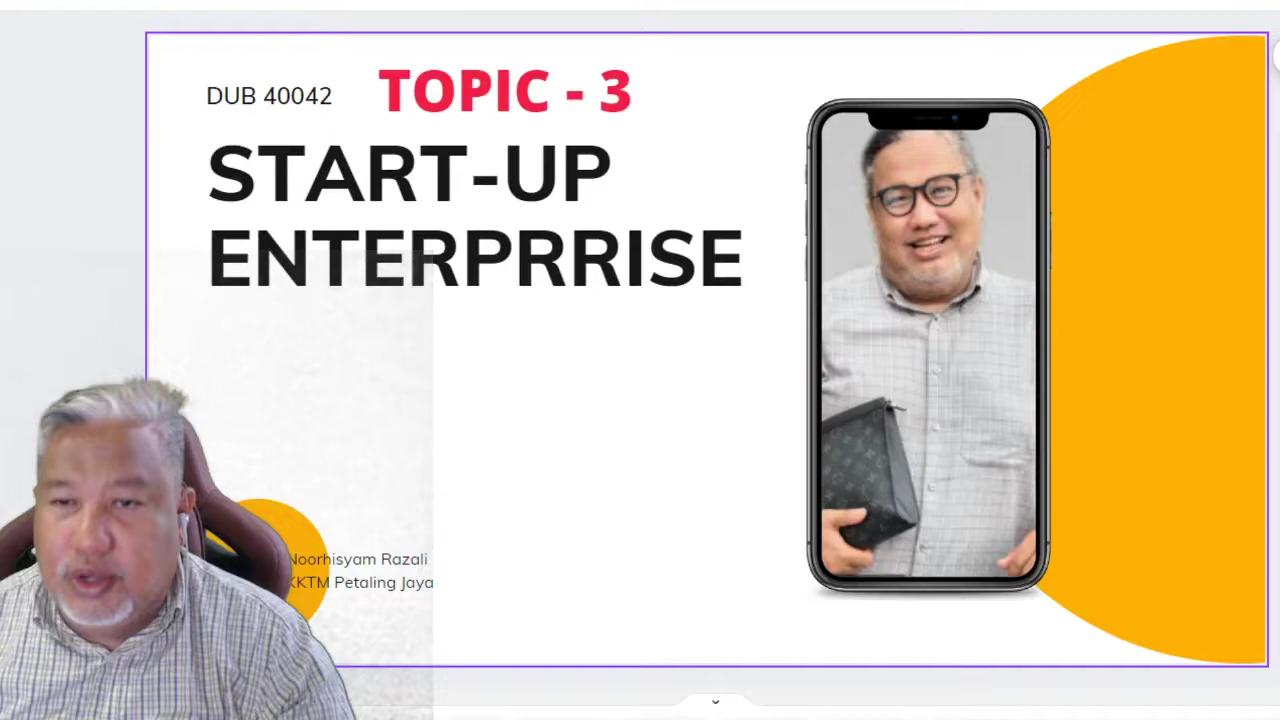 DUB 40042 TOPIC - 3
START-UP
ENTERPRRISE
Noorhisyam Razali
KKTM Petaling Jaya